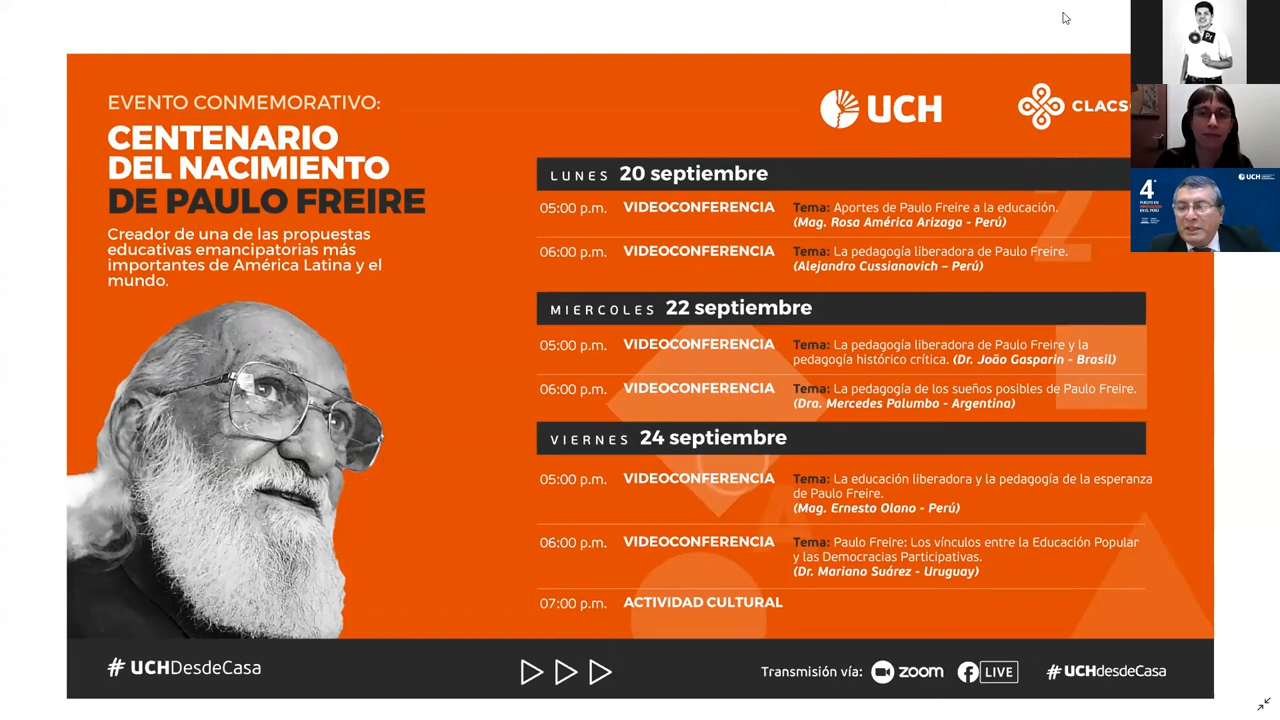 EVENTO CONMEMORATIVO:
CENTENARIO
DEL NACIMIENTO
DE PAULO FREIRE
Creador de una de las propuestas
educativas emancipatorias más
importantes de América Latina y el
mundo.
UCH
CLACS
LUNES 20 septiembre
05:00 p.m. VIDEOCONFERENCIA Tema: Aportes de Paulo Freire a la educación.
(Mag. Rosa América Arizaga - Perú)
06:00 p.m. VIDEOCONFERENCIA Tema: La pedagogía liberadora de Paulo Freire.
(Alejandro Cussianovich – Perú)
MIERCOLES 22 septiembre
05:00 p.m. VIDEOCONFERENCIA Tema: La pedagogía liberadora de Paulo Freire y la
pedagogía histórico crítica. (Dr. João Gasparin - Brasil)
06:00 p.m. VIDEOCONFERENCIA Tema: La pedagogía de los sueños posibles de Paulo Freire.
(Dra. Mercedes Palumbo - Argentina)
VIERNES 24 septiembre
05:00 p.m. VIDEOCONFERENCIA Tema: La educación liberadora y la pedagogía de la esperanza
de Paulo Freire.
(Mag. Ernesto Olano - Perú)
06:00 p.m. VIDEOCONFERENCIA Tema: Paulo Freire: Los vínculos entre la Educación Popular
y las Democracias Participativas.
(Dr. Mariano Suárez - Uruguay)
07:00 p.m. ACTIVIDAD CULTURAL
#UCHDesdeCasa
Transmisión vía: zoom LIVE #UCHdesdeCasa
Pr
4°
PUESTO EN
INNOVACIÓN
EN EL PERÚ
UCH